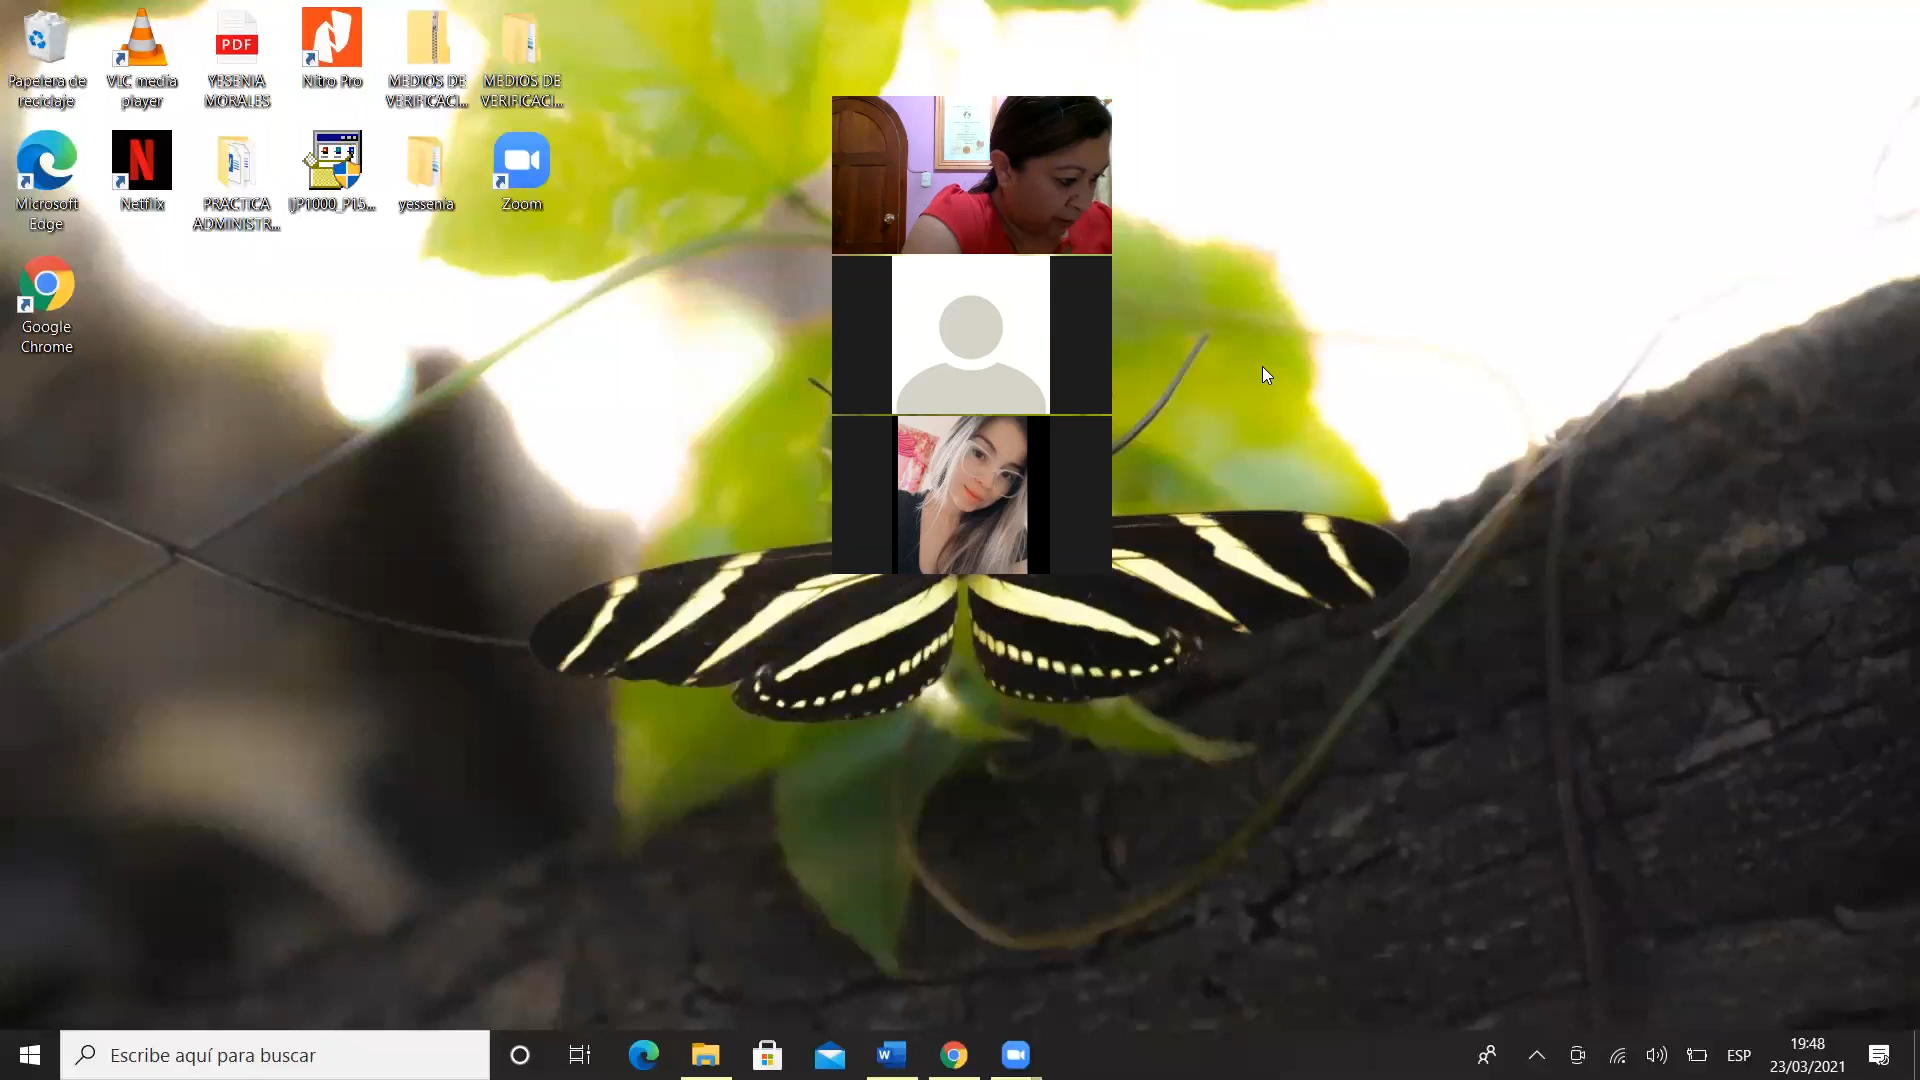 Papelera de
reciclaje
VLC media
player
PDF
YESENIA
MORALES
Nitro Pro
MEDIOS DE
VERIFICACI...
MEDIOS DE
VERIFICACI...
Microsoft
Edge
N
Netflix
PRACTICA
ADMINISTR...
ljP1000_P15...
yessenia
Zoom
Google
Chrome
Escribe aquí para buscar
W
ESP
19:48
23/03/2021